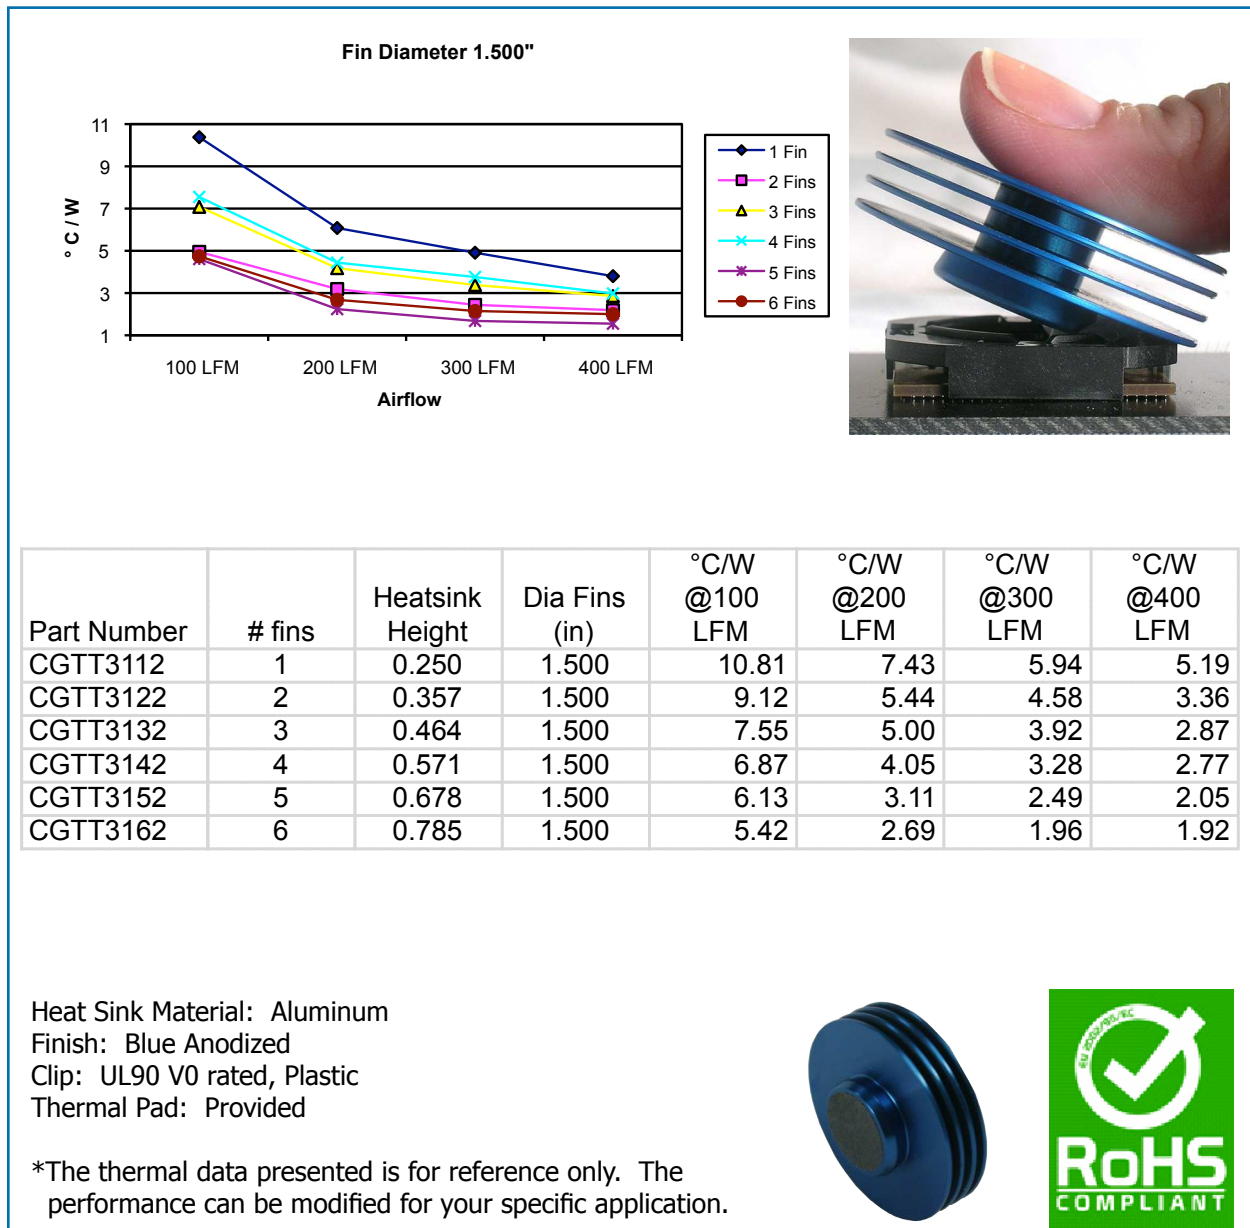 Fin Diameter 1.500"
11
9
7
5
3
1
° C / W
100 LFM 200 LFM 300 LFM 400 LFM
Airflow
1 Fin
2 Fins
3 Fins
4 Fins
5 Fins
6 Fins
Part Number # fins Heatsink Height Dia Fins (in) °C/W @100 LFM °C/W @200 LFM °C/W @300 LFM °C/W @400 LFM
CGTT3112 1 0.250 1.500 10.81 7.43 5.94 5.19
CGTT3122 2 0.357 1.500 9.12 5.44 4.58 3.36
CGTT3132 3 0.464 1.500 7.55 5.00 3.92 2.87
CGTT3142 4 0.571 1.500 6.87 4.05 3.28 2.77
CGTT3152 5 0.678 1.500 6.13 3.11 2.49 2.05
CGTT3162 6 0.785 1.500 5.42 2.69 1.96 1.92
Heat Sink Material: Aluminum
Finish: Blue Anodized
Clip: UL90 V0 rated, Plastic
Thermal Pad: Provided
*The thermal data presented is for reference only. The
performance can be modified for your specific application.
EU 2002/95/EC
RoHS
COMPLIANT